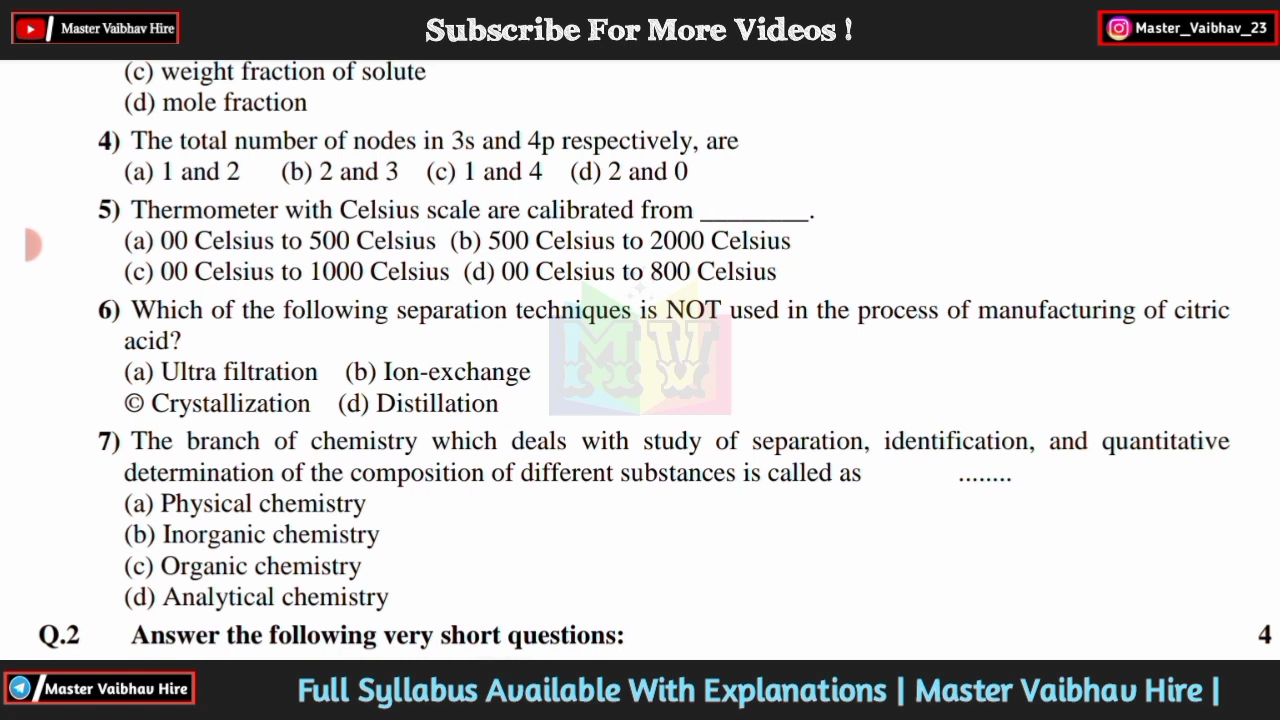 Master Vaibhav Hire
Subscribe For More Videos !
Master_Vaibhav_23
(c) weight fraction of solute
(d) mole fraction
4) The total number of nodes in 3s and 4p respectively, are
(a) 1 and 2 (b) 2 and 3 (c) 1 and 4 (d) 2 and 0
5) Thermometer with Celsius scale are calibrated from ________.
(a) 00 Celsius to 500 Celsius (b) 500 Celsius to 2000 Celsius
(c) 00 Celsius to 1000 Celsius (d) 00 Celsius to 800 Celsius
6) Which of the following separation techniques is NOT used in the process of manufacturing of citric
acid?
(a) Ultra filtration (b) Ion-exchange
© Crystallization (d) Distillation
MW
7) The branch of chemistry which deals with study of separation, identification, and quantitative
determination of the composition of different substances is called as ........
(a) Physical chemistry
(b) Inorganic chemistry
(c) Organic chemistry
(d) Analytical chemistry
Q.2 Answer the following very short questions: 4
Master Vaibhav Hire
Full Syllabus Available With Explanations | Master Vaibhav Hire |